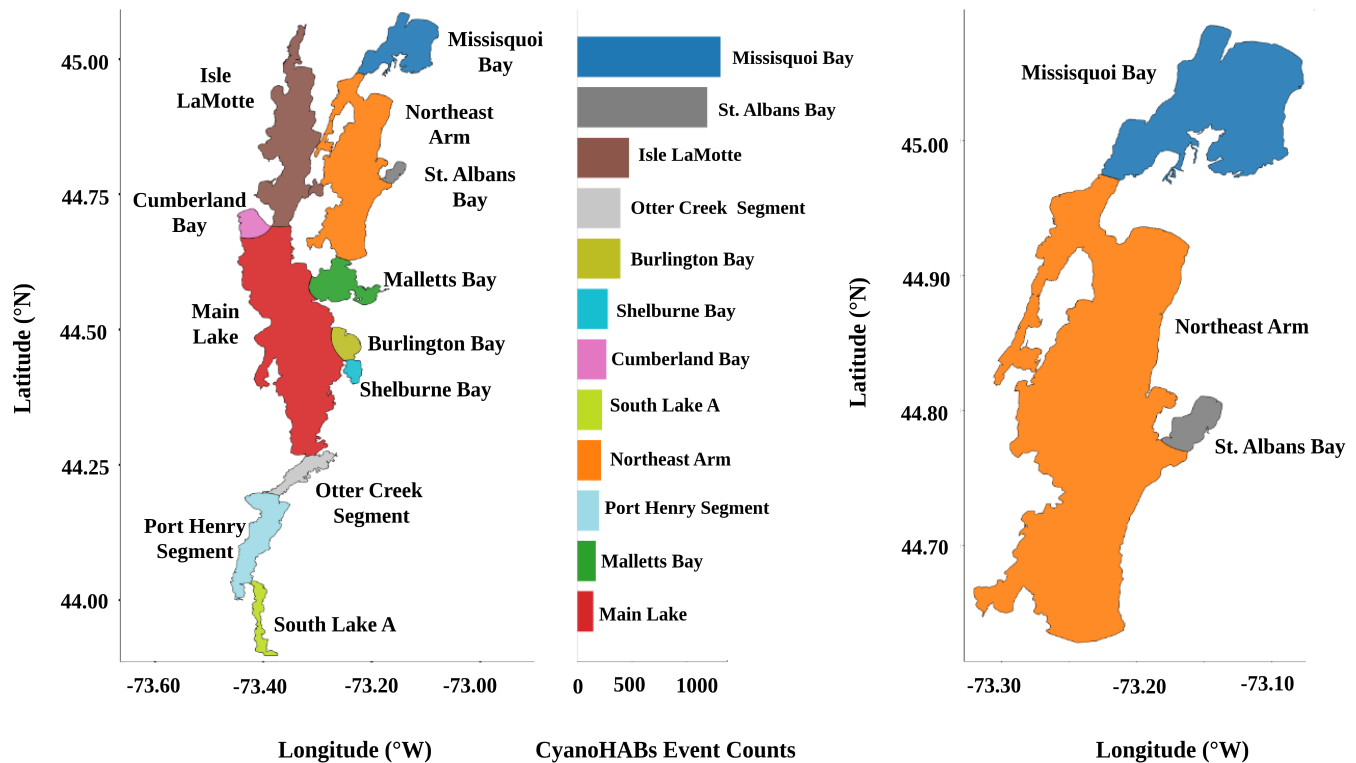 45.00
44.75
44.50
44.25
44.00
Latitude (°N)
Missisquoi
Bay
Isle
LaMotte
Northeast
Arm
St. Albans
Bay
Cumberland
Bay
Malletts Bay
Main
Lake
Burlington Bay
Shelburne Bay
Otter Creek
Segment
Port Henry
Segment
South Lake A
-73.60
-73.40
-73.20
-73.00
Longitude (°W)
Missisquoi Bay
St. Albans Bay
Isle LaMotte
Otter Creek  Segment
Burlington Bay
Shelburne Bay
Cumberland Bay
South Lake A
Northeast Arm
Port Henry Segment
Malletts Bay
Main Lake
0
500
1000
CyanoHABs Event Counts
Latitude (°N)
45.00
44.90
44.80
44.70
Missisquoi Bay
Northeast Arm
St. Albans Bay
-73.30
-73.20
-73.10
Longitude (°W)